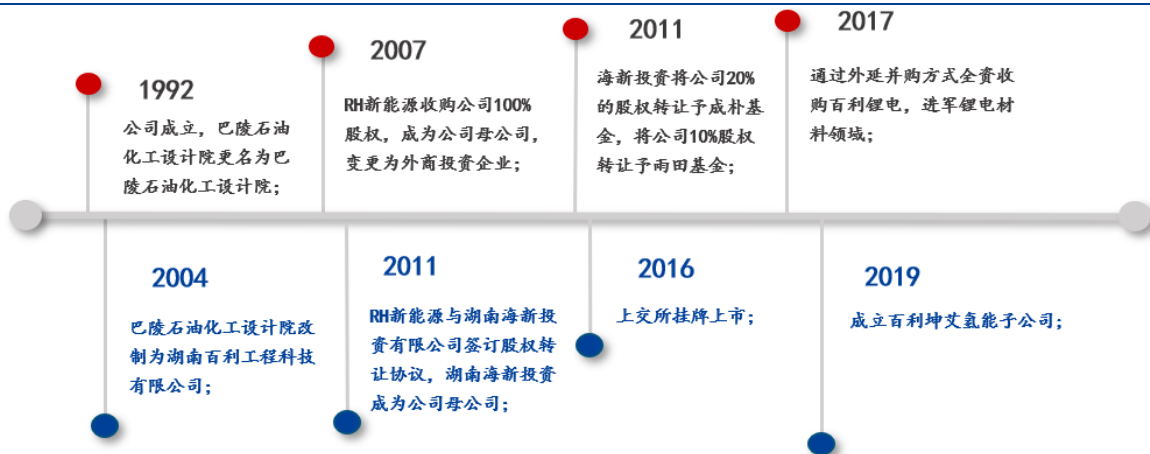 1992
公司成立，巴陵石油
化工设计院更名为巴
陵石油化工设计院；
2004
巴陵石油化工设计院改
制为湖南百利工程科技
有限公司；
2007
RH新能源收购公司100%
股权，成为公司母公司，
变更为外商投资企业；
2011
RH新能源与湖南海新投
资有限公司签订股权转
让协议，湖南海新投资
成为公司母公司；
2011
海新投资将公司20%
的股权转让予成朴基
金，将公司10%股权
转让予雨田基金；
2016
上交所挂牌上市；
2017
通过外延并购方式全资收
购百利锂电，进军锂电材
料领域；
2019
成立百利坤艾氢能子公司；